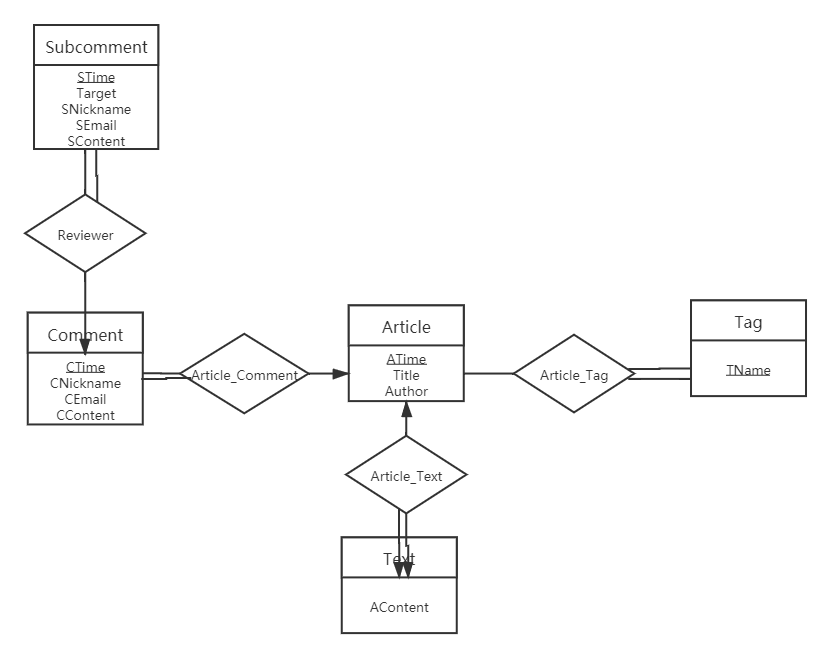 Subcomment
STime
Target
SNickname
SEmail
SContent
Reviewer
Comment
CTime
CNickname
CEmail
CContent
Article_Comment
Article
ATime
Title
Author
Article_Tag
Tag
TName
Article_Text
Text
AContent